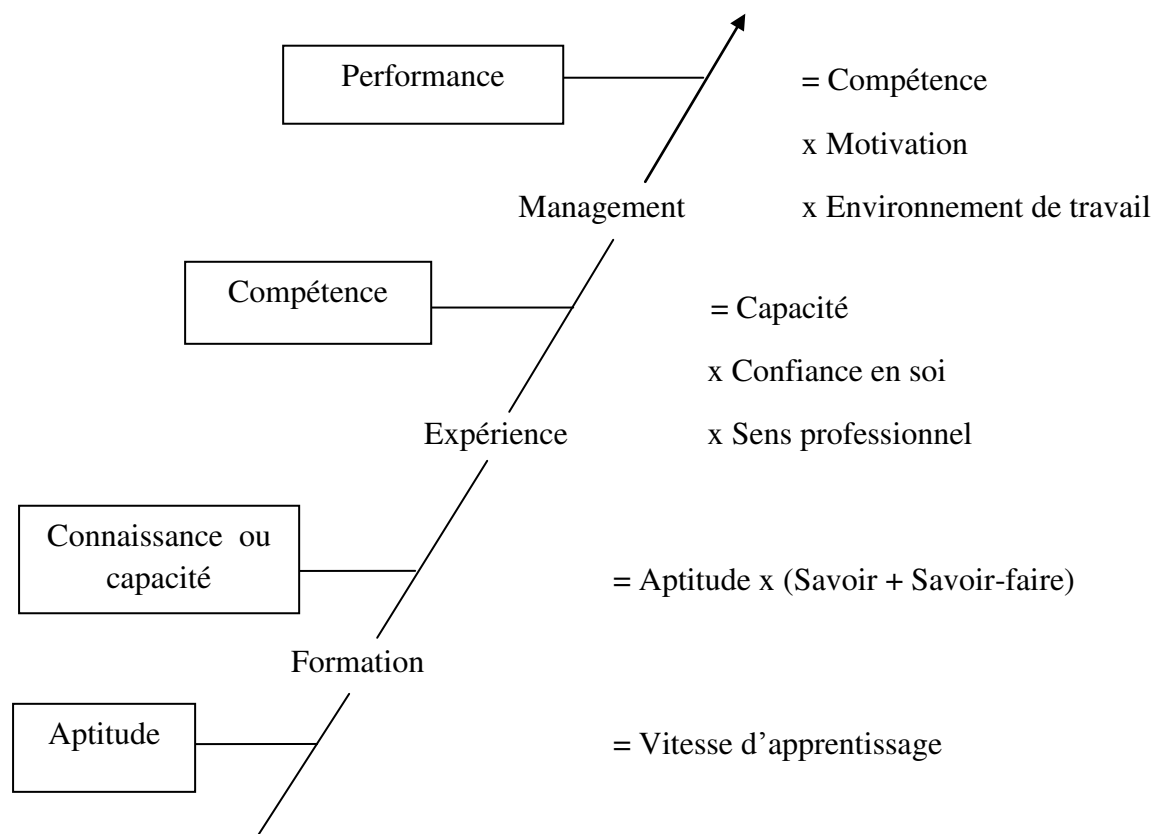 Performance
= Compétence
x Motivation
Management
x Environnement de travail
Compétence
= Capacité
x Confiance en soi
Expérience
x Sens professionnel
Connaissance ou
capacité
= Aptitude x (Savoir + Savoir-faire)
Formation
Aptitude
= Vitesse d’apprentissage